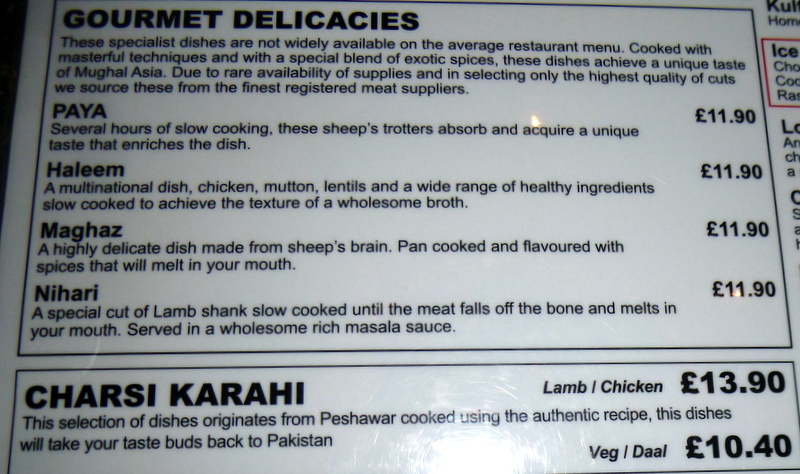 GOURMET DELICACIES
These specialist dishes are not widely available on the average restaurant menu. Cooked with
masterful techniques and with a special blend of exotic spices, these dishes achieve a unique taste
of Mughal Asia. Due to rare availability of supplies and in selecting only the highest quality of cuts
we source these from the finest registered meat suppliers.
PAYA £11.90
Several hours of slow cooking, these sheep's trotters absorb and acquire a unique
taste that enriches the dish.
Haleem £11.90
A multinational dish, chicken, mutton, lentils and a wide range of healthy ingredients
slow cooked to achieve the texture of a wholesome broth.
Maghaz £11.90
A highly delicate dish made from sheep's brain. Pan cooked and flavoured with
spices that will melt in your mouth.
Nihari £11.90
A special cut of Lamb shank slow cooked until the meat falls off the bone and melts in
your mouth. Served in a wholesome rich masala sauce.
CHARSI KARAHI Lamb / Chicken £13.90
This selection of dishes originates from Peshawar cooked using the authentic recipe, this dishes
will take your taste buds back to Pakistan
Veg / Daal £10.40
Ice